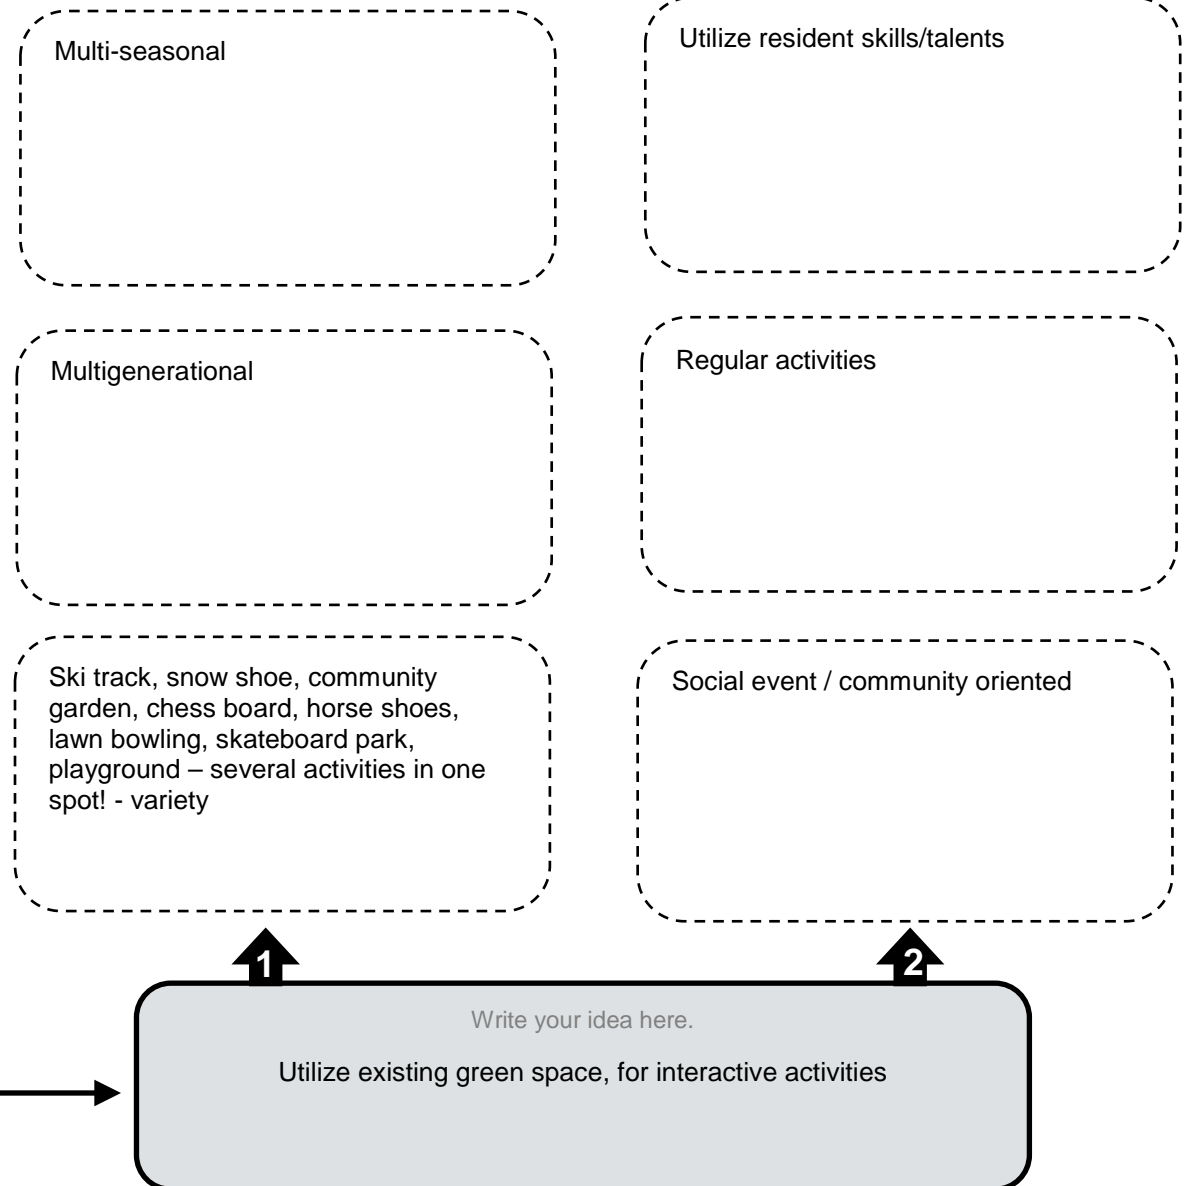 Multi-seasonal
Utilize resident skills/talents
Multigenerational
Regular activities
Ski track, snow shoe, community
garden, chess board, horse shoes,
lawn bowling, skateboard park,
playground – several activities in one
spot! - variety
Social event / community oriented
1
2
Write your idea here.
Utilize existing green space, for interactive activities